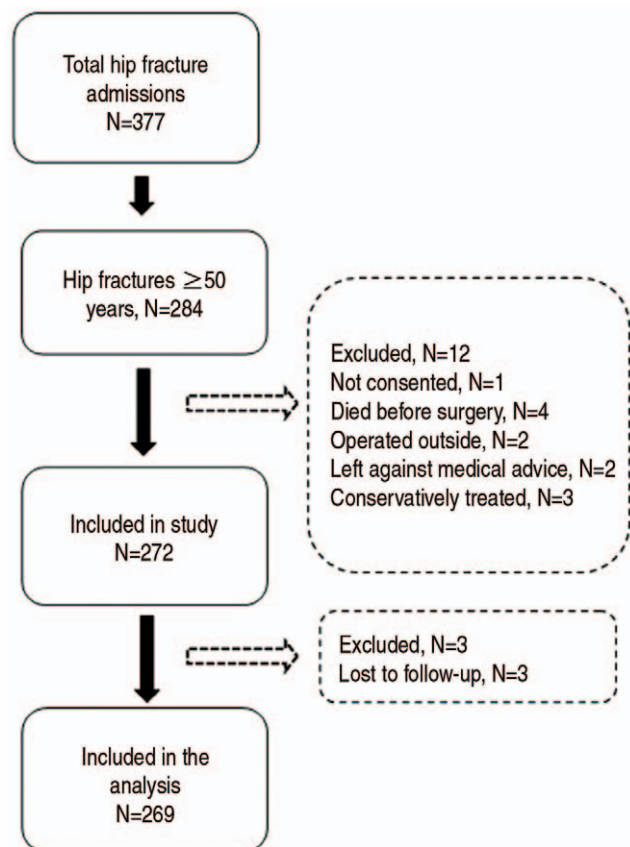 Total hip fracture
admissions
N=377
Hip fractures ≥50
years, N=284
Excluded, N=12
Not consented, N=1
Died before surgery, N=4
Operated outside, N=2
Left against medical advice, N=2
Conservatively treated, N=3
Included in study
N=272
Excluded, N=3
Lost to follow-up, N=3
Included in the
analysis
N=269